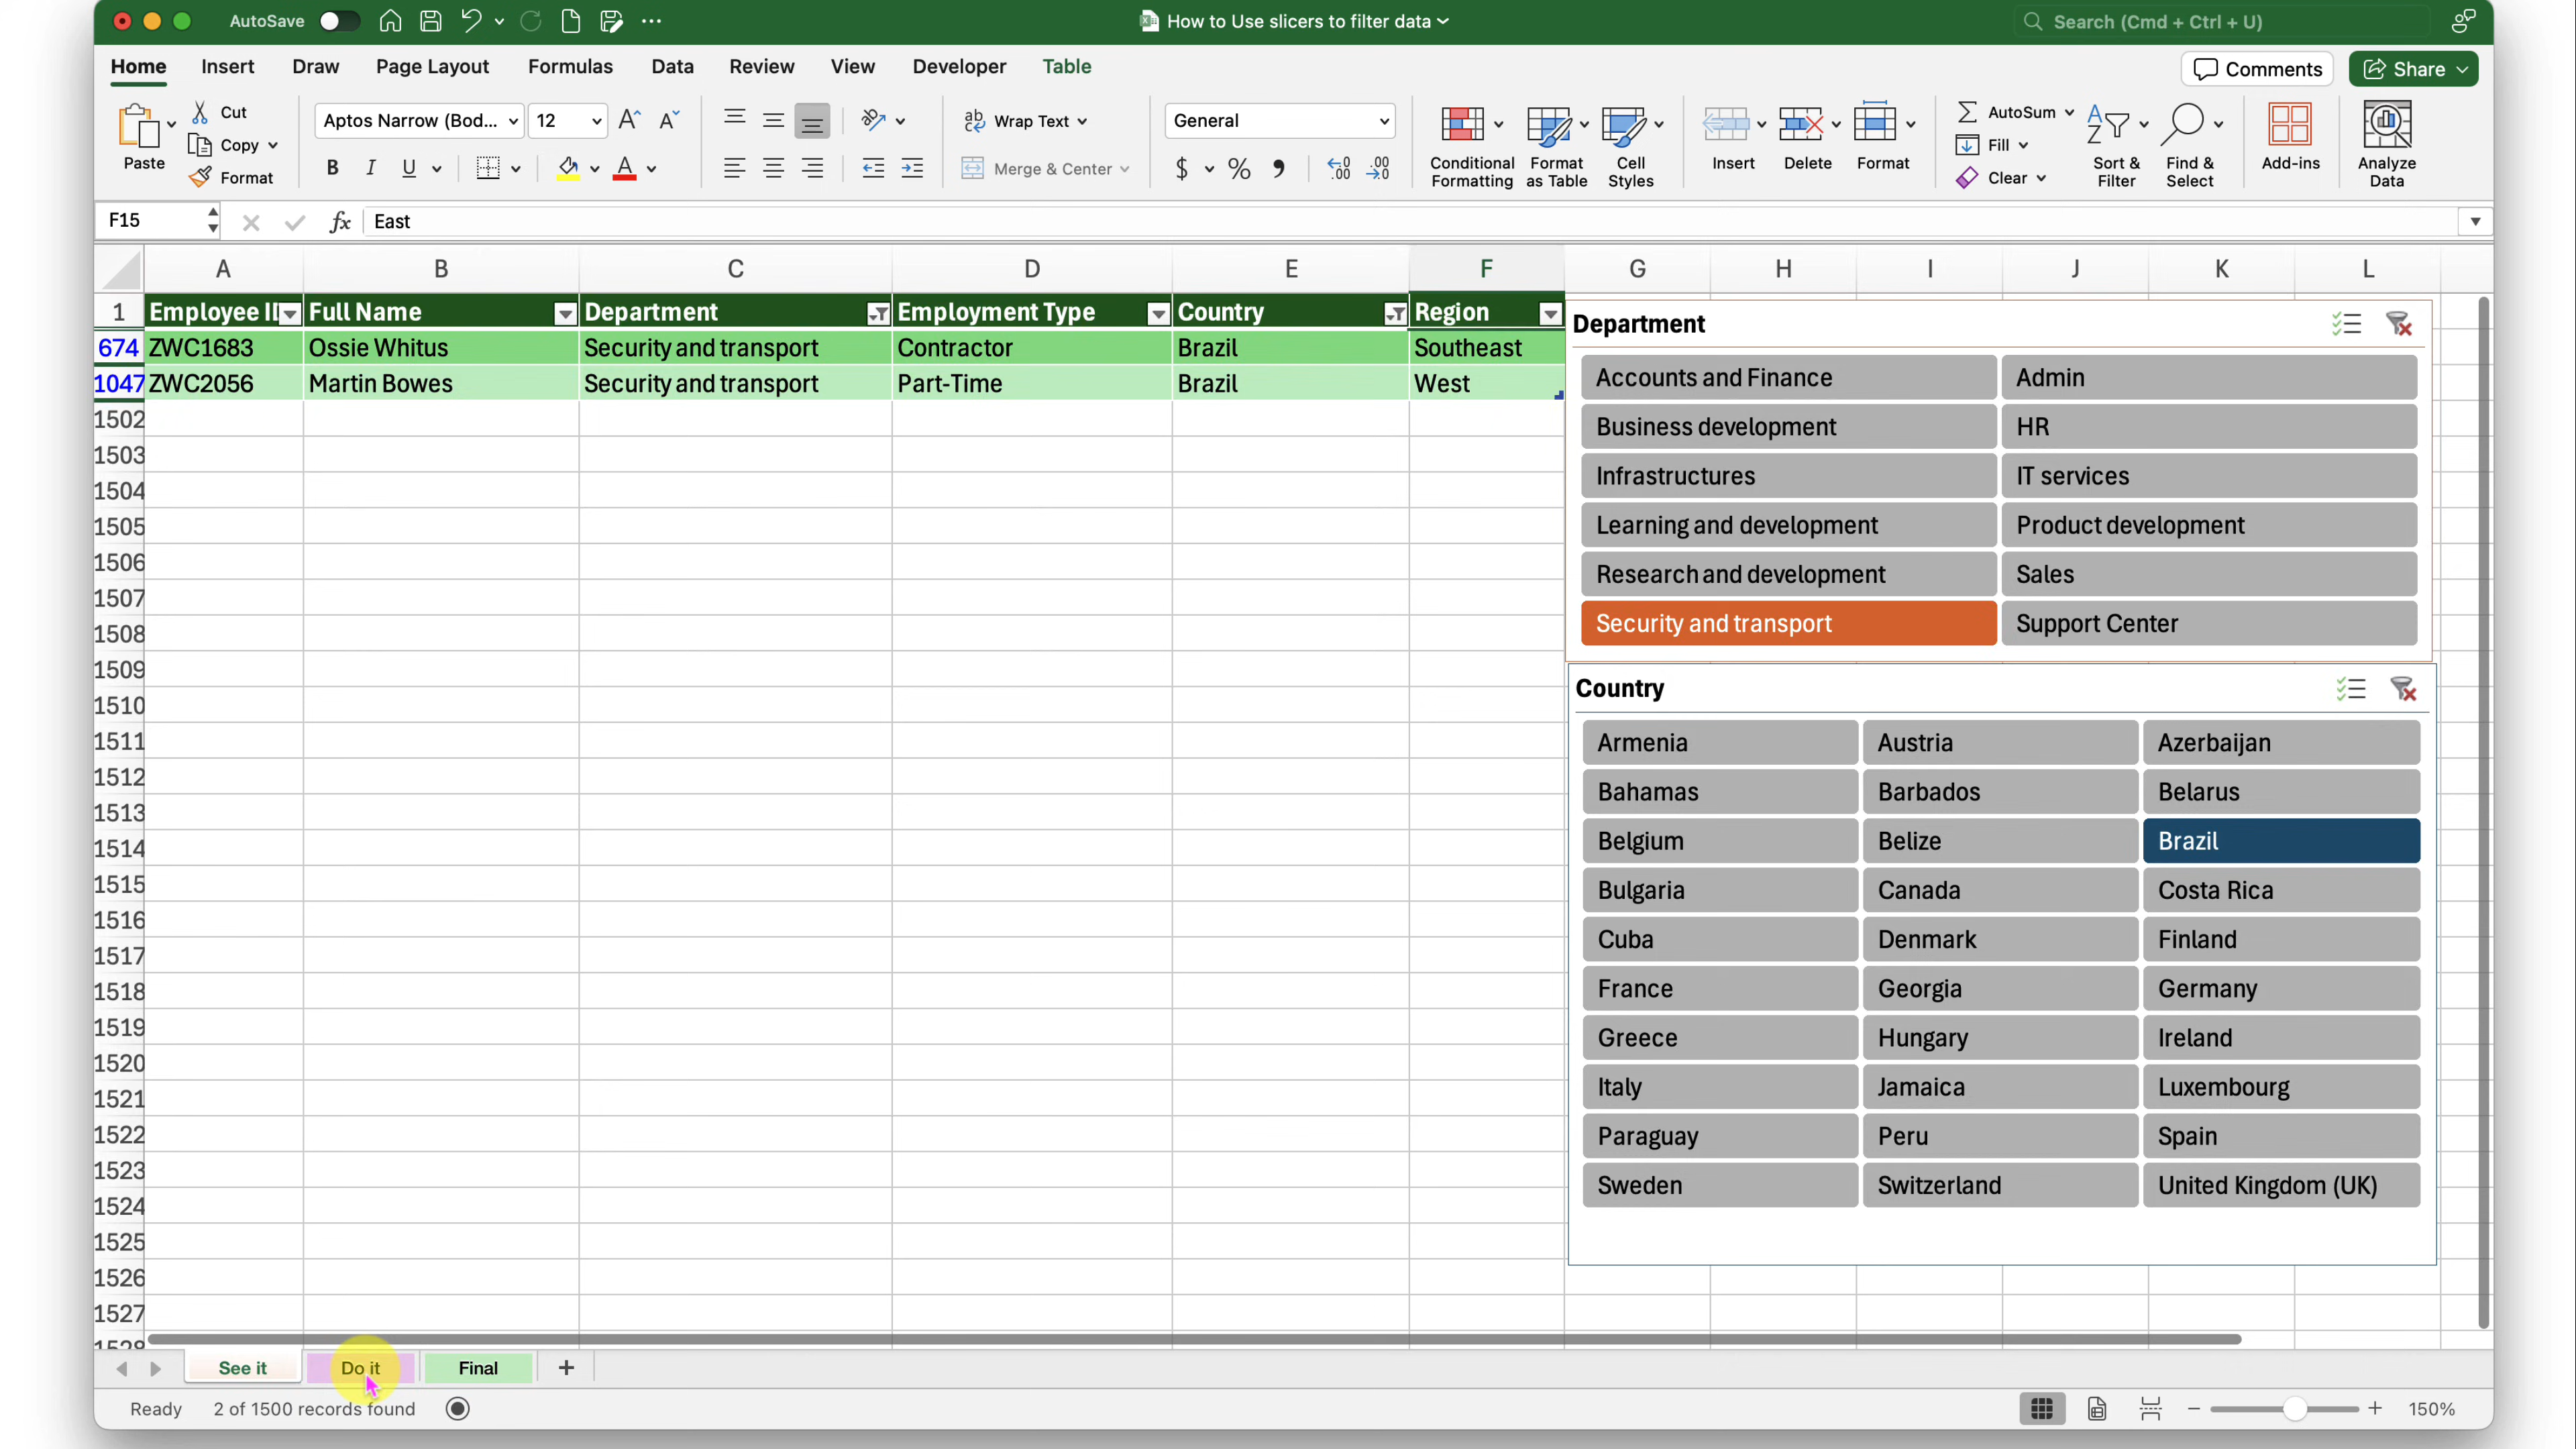 AutoSave
How to Use slicers to filter data
Search (Cmd + Ctrl + U)
Home Insert Draw Page Layout Formulas Data Review View Developer Table
Comments Share
Paste Cut Copy Format
Aptos Narrow (Bod... 12
B I U
Wrap Text
Merge & Center
General
$ %
Conditional Formatting
Format as Table
Cell Styles
Insert Delete Format
AutoSum Fill Clear
Sort & Filter
Find & Select
Add-ins
Analyze Data
F15 fx East
A B C D E F G H I J K L
1 Employee I Full Name Department Employment Type Country Region
674 ZWC1683 Ossie Whitus Security and transport Contractor Brazil Southeast
1047 ZWC2056 Martin Bowes Security and transport Part-Time Brazil West
1502
1503
1504
1505
1506
1507
1508
1509
1510
1511
1512
1513
1514
1515
1516
1517
1518
1519
1520
1521
1522
1523
1524
1525
1526
1527
Department
Accounts and Finance Admin
Business development HR
Infrastructures IT services
Learning and development Product development
Research and development Sales
Security and transport Support Center
Country
Armenia Austria Azerbaijan
Bahamas Barbados Belarus
Belgium Belize Brazil
Bulgaria Canada Costa Rica
Cuba Denmark Finland
France Georgia Germany
Greece Hungary Ireland
Italy Jamaica Luxembourg
Paraguay Peru Spain
Sweden Switzerland United Kingdom (UK)
See it Do it Final +
Ready 2 of 1500 records found
150%